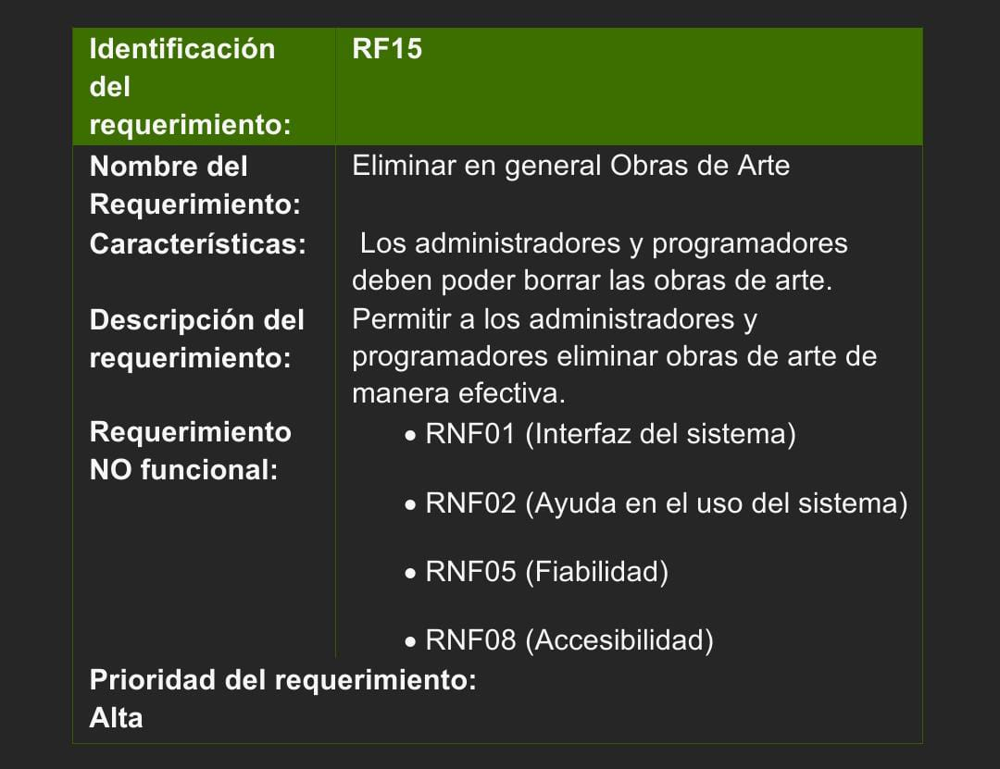 Identificación
del
requerimiento:
RF15
Nombre del
Requerimiento:
Eliminar en general Obras de Arte
Características:
Los administradores y programadores
deben poder borrar las obras de arte.
Descripción del
requerimiento:
Permitir a los administradores y
programadores eliminar obras de arte de
manera efectiva.
Requerimiento
NO funcional:
• RNF01 (Interfaz del sistema)
• RNF02 (Ayuda en el uso del sistema)
• RNF05 (Fiabilidad)
• RNF08 (Accesibilidad)
Prioridad del requerimiento:
Alta